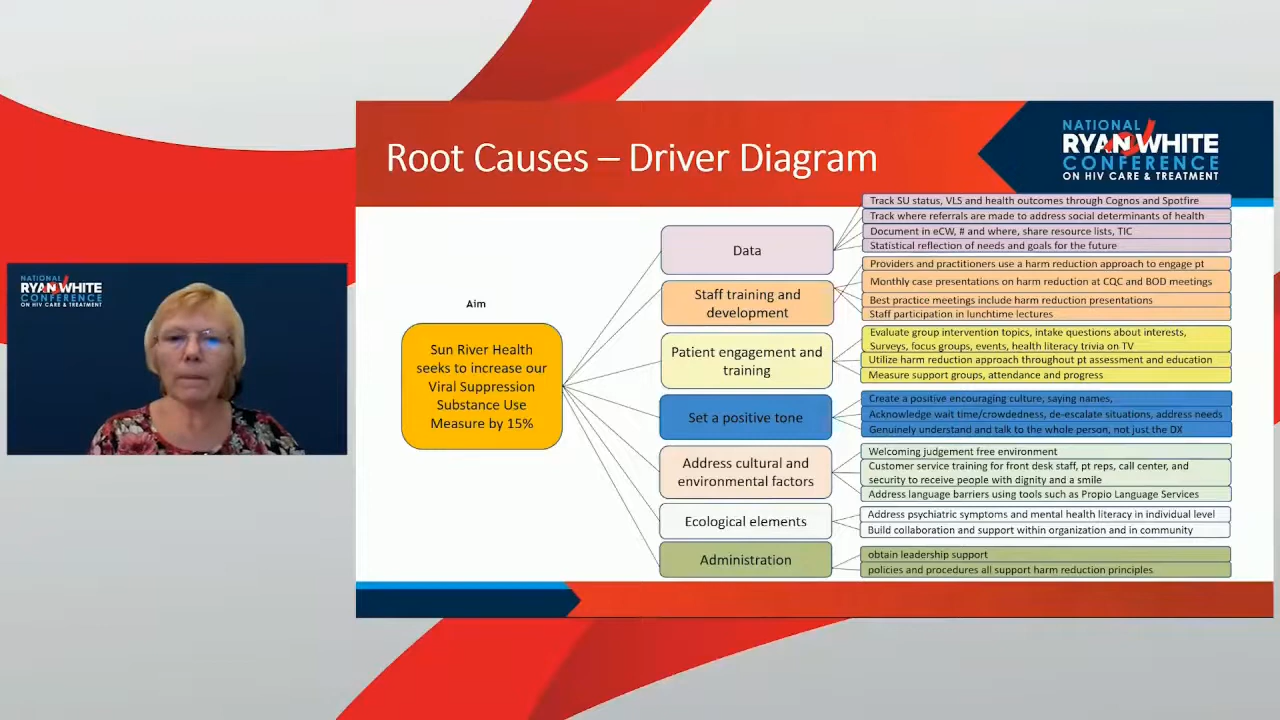 NATIONAL
RYAN WHITE
CONFERENCE
ON HIV CARE & TREATMENT
Root Causes – Driver Diagram
NATIONAL
RYAN WHITE
CONFERENCE
ON HIV CARE & TREATMENT
Aim
Sun River Health
seeks to increase our
Viral Suppression
Substance Use
Measure by 15%
Data
Track SU status, VLS and health outcomes through Cognos and Spotfire
Track where referrals are made to address social determinants of health
Document in eCW, # and where, share resource lists, TIC
Statistical reflection of needs and goals for the future
Staff training and
development
Providers and practitioners use a harm reduction approach to engage pt
Monthly case presentations on harm reduction at CQC and BOD meetings
Best practice meetings include harm reduction presentations
Staff participation in lunchtime lectures
Patient engagement and
training
Evaluate group intervention topics, intake questions about interests,
Surveys, focus groups, events, health literacy trivia on TV
Utilize harm reduction approach throughout pt assessment and education
Measure support groups, attendance and progress
Set a positive tone
Create a positive encouraging culture, saying names,
Acknowledge wait time/crowdedness, de-escalate situations, address needs
Genuinely understand and talk to the whole person, not just the DX
Address cultural and
environmental factors
Welcoming judgement free environment
Customer service training for front desk staff, pt reps, call center, and
security to receive people with dignity and a smile
Address language barriers using tools such as Propio Language Services
Ecological elements
Address psychiatric symptoms and mental health literacy in individual level
Build collaboration and support within organization and in community
Administration
obtain leadership support
policies and procedures all support harm reduction principles